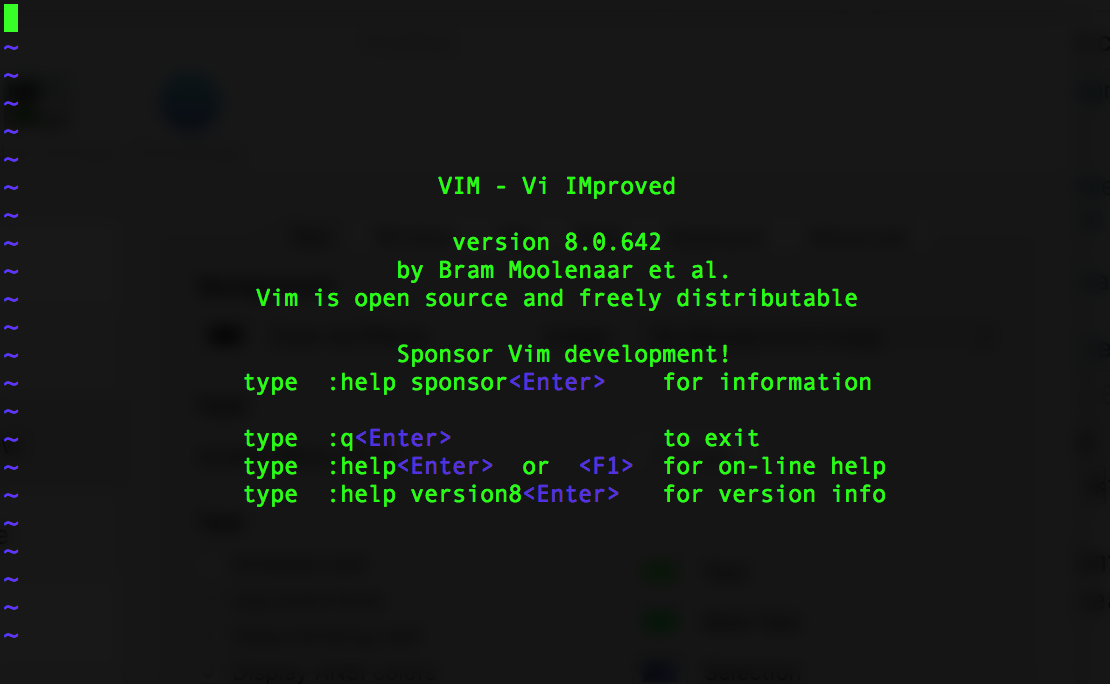 ~
~
~
~
~
~ VIM - Vi IMproved
~
~ version 8.0.642
~ by Bram Moolenaar et al.
~ Vim is open source and freely distributable
~
~ Sponsor Vim development!
~ type :help sponsor<Enter> for information
~
~ type :q<Enter> to exit
~ type :help<Enter> or <F1> for on-line help
~ type :help version8<Enter> for version info
~
~
~
~
~